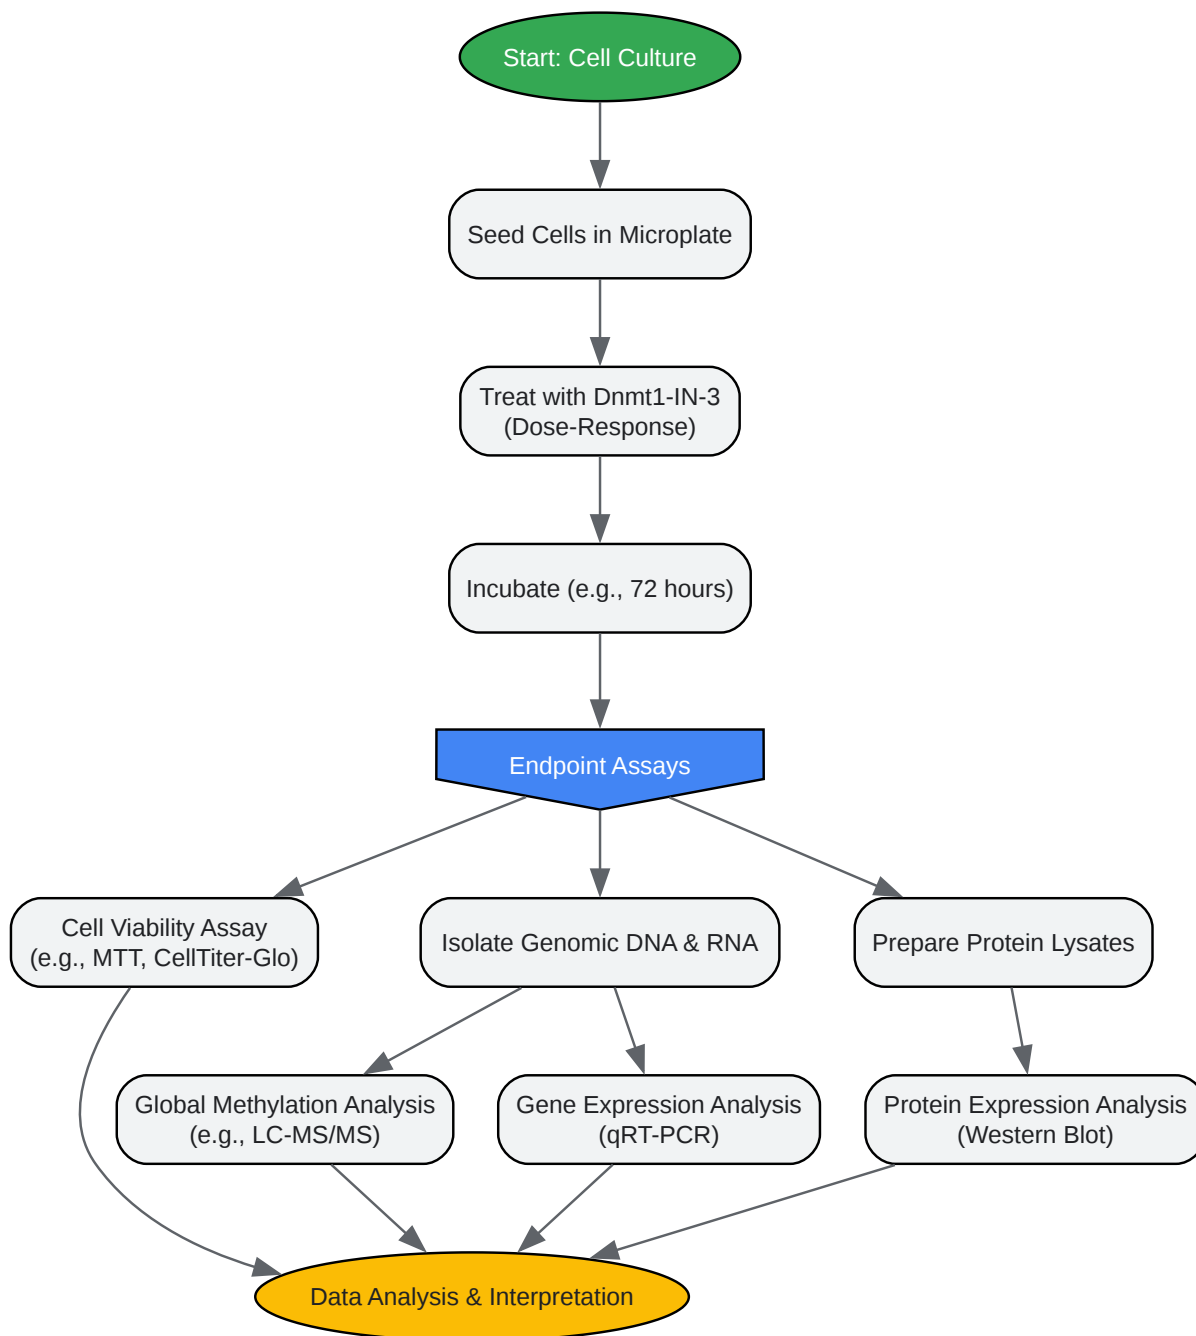 Start: Cell Culture
Seed Cells in Microplate
Treat with Dnmt1-IN-3
(Dose-Response)
Incubate (e.g., 72 hours)
Endpoint Assays
Cell Viability Assay
(e.g., MTT, CellTiter-Glo)
Isolate Genomic DNA & RNA
Prepare Protein Lysates
Global Methylation Analysis
(e.g., LC-MS/MS)
Gene Expression Analysis
(qRT-PCR)
Protein Expression Analysis
(Western Blot)
Data Analysis & Interpretation